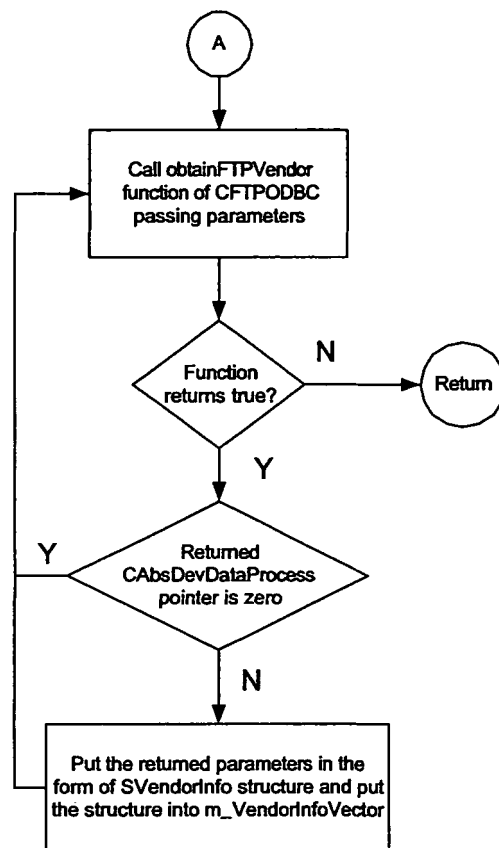 A
Call obtainFTPVendor
function of CFTPODBC
passing parameters
Function
returns true?
N
Return
Y
Returned
CAbsDevDataProcess
pointer is zero
Y
N
Put the returned parameters in the
form of SVendorInfo structure and put
the structure into m_VendorInfoVector